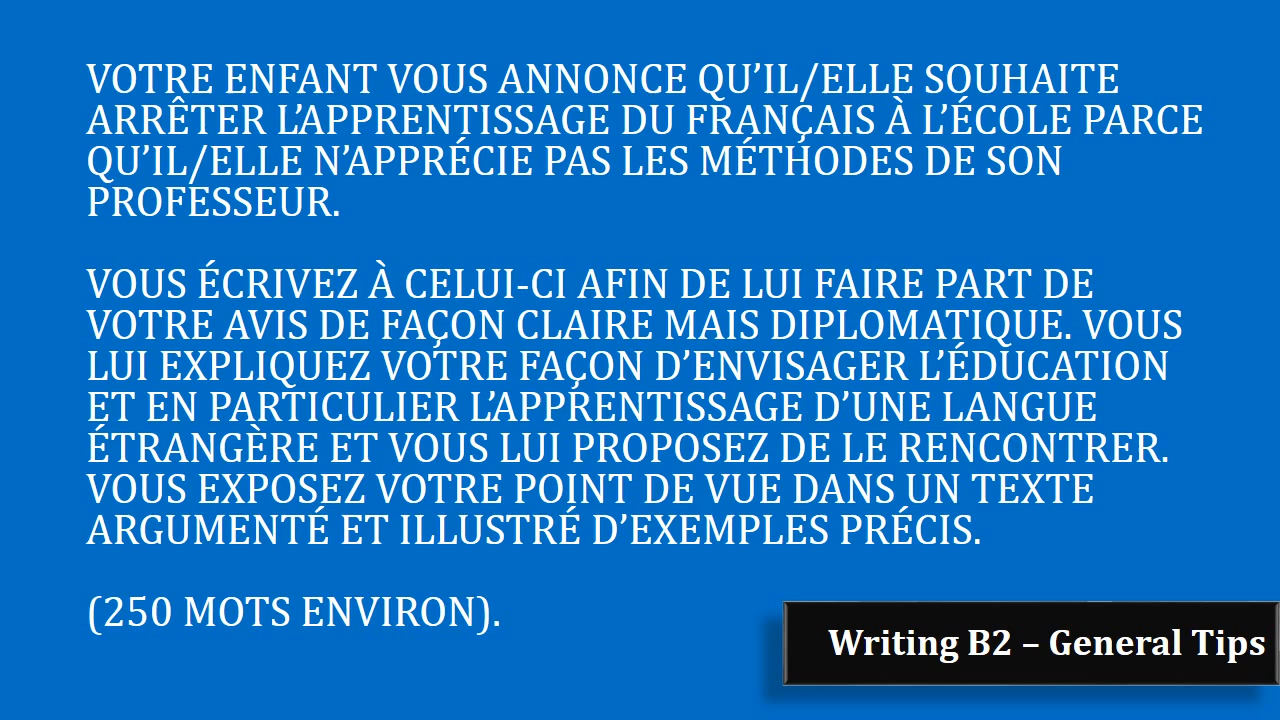 VOTRE ENFANT VOUS ANNONCE QU’IL/ELLE SOUHAITE
ARRÊTER L’APPRENTISSAGE DU FRANÇAIS À L’ÉCOLE PARCE
QU’IL/ELLE N’APPRÉCIE PAS LES MÉTHODES DE SON
PROFESSEUR.
VOUS ÉCRIVEZ À CELUI-CI AFIN DE LUI FAIRE PART DE
VOTRE AVIS DE FAÇON CLAIRE MAIS DIPLOMATIQUE. VOUS
LUI EXPLIQUEZ VOTRE FAÇON D’ENVISAGER L’ÉDUCATION
ET EN PARTICULIER L’APPRENTISSAGE D’UNE LANGUE
ÉTRANGÈRE ET VOUS LUI PROPOSEZ DE LE RENCONTRER.
VOUS EXPOSEZ VOTRE POINT DE VUE DANS UN TEXTE
ARGUMENTÉ ET ILLUSTRÉ D’EXEMPLES PRÉCIS.
(250 MOTS ENVIRON).
Writing B2 – General Tips